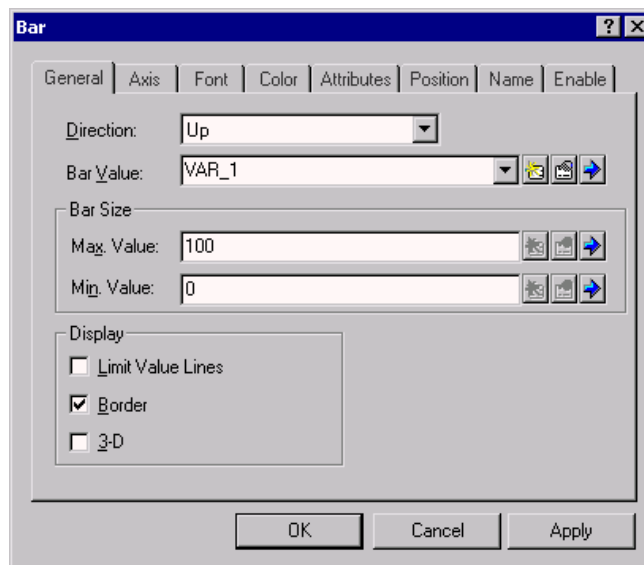 Bar
General Axis Font Color Attributes Position Name Enable
Direction: Up
Bar Value: VAR_1
Bar Size
Max. Value: 100
Min. Value: 0
Display
Limit Value Lines
Border
3-D
OK Cancel Apply